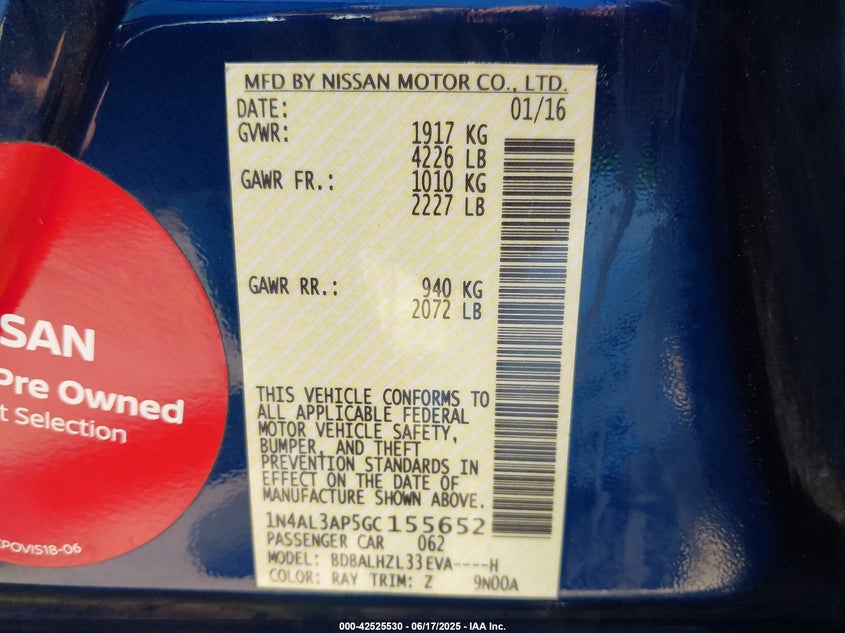 MFD BY NISSAN MOTOR CO., LTD.
DATE: 01/16
GVWR: 1917 KG
4226 LB
GAWR FR.: 1010 KG
2227 LB
GAWR RR.: 940 KG
2072 LB
THIS VEHICLE CONFORMS TO
ALL APPLICABLE FEDERAL
MOTOR VEHICLE SAFETY,
BUMPER, AND THEFT
PREVENTION STANDARDS IN
EFFECT ON THE DATE OF
MANUFACTURE SHOWN ABOVE.
1N4AL3AP5GC155652
PASSENGER CAR 062
MODEL: BDBALHZL33EVA----H
COLOR: RAY TRIM: Z 9N00A
SSAN
Pre Owned
t Selection
CPOVIS18-06
000-42525530 - 06/17/2025 - IAA Inc.